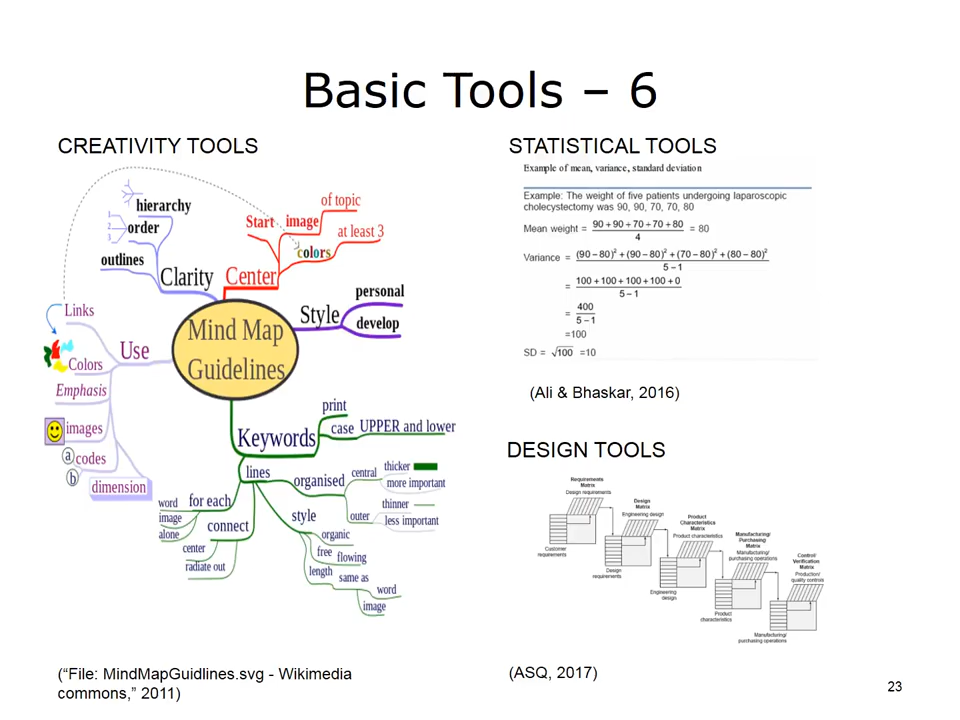 Basic Tools – 6
CREATIVITY TOOLS
Mind Map
Guidelines
Clarity
hierarchy
1
2
3
order
outlines
Center
Start
image
of topic
at least 3
colors
Style
personal
develop
Use
Links
Colors
Emphasis
images
a
b
codes
dimension
Keywords
print
case
UPPER and lower
lines
organised
central
thicker
more important
outer
thinner
less important
style
organic
free
flowing
length
same as
word
image
for each
word
image
alone
connect
center
radiate out
("File: MindMapGuidlines.svg - Wikimedia
commons," 2011)
STATISTICAL TOOLS
Example of mean, variance, standard deviation
Example: The weight of five patients undergoing laparoscopic
cholecystectomy was 90, 90, 70, 70, 80
Mean weight = 90 + 90 + 70 + 70 + 80 / 4 = 80
Variance = (90 – 80)² + (90 – 80)² + (70 – 80)² + (80 – 80)² / 5 – 1
= 100 + 100 + 100 + 100 + 0 / 5 – 1
= 400 / 5 – 1
=100
SD = √100 =10
(Ali & Bhaskar, 2016)
DESIGN TOOLS
Requirements
Matrix
Design requirements
Customer
requirements
Design
Matrix
Engineering design
Design
requirements
Product
Characteristics
Matrix
Product characteristics
Engineering
design
Manufacturing/
Purchasing
Matrix
Manufacturing/
purchasing operations
Product
characteristics
Control/
Verification
Matrix
Production/
quality controls
Manufacturing/
purchasing operations
(ASQ, 2017)
23